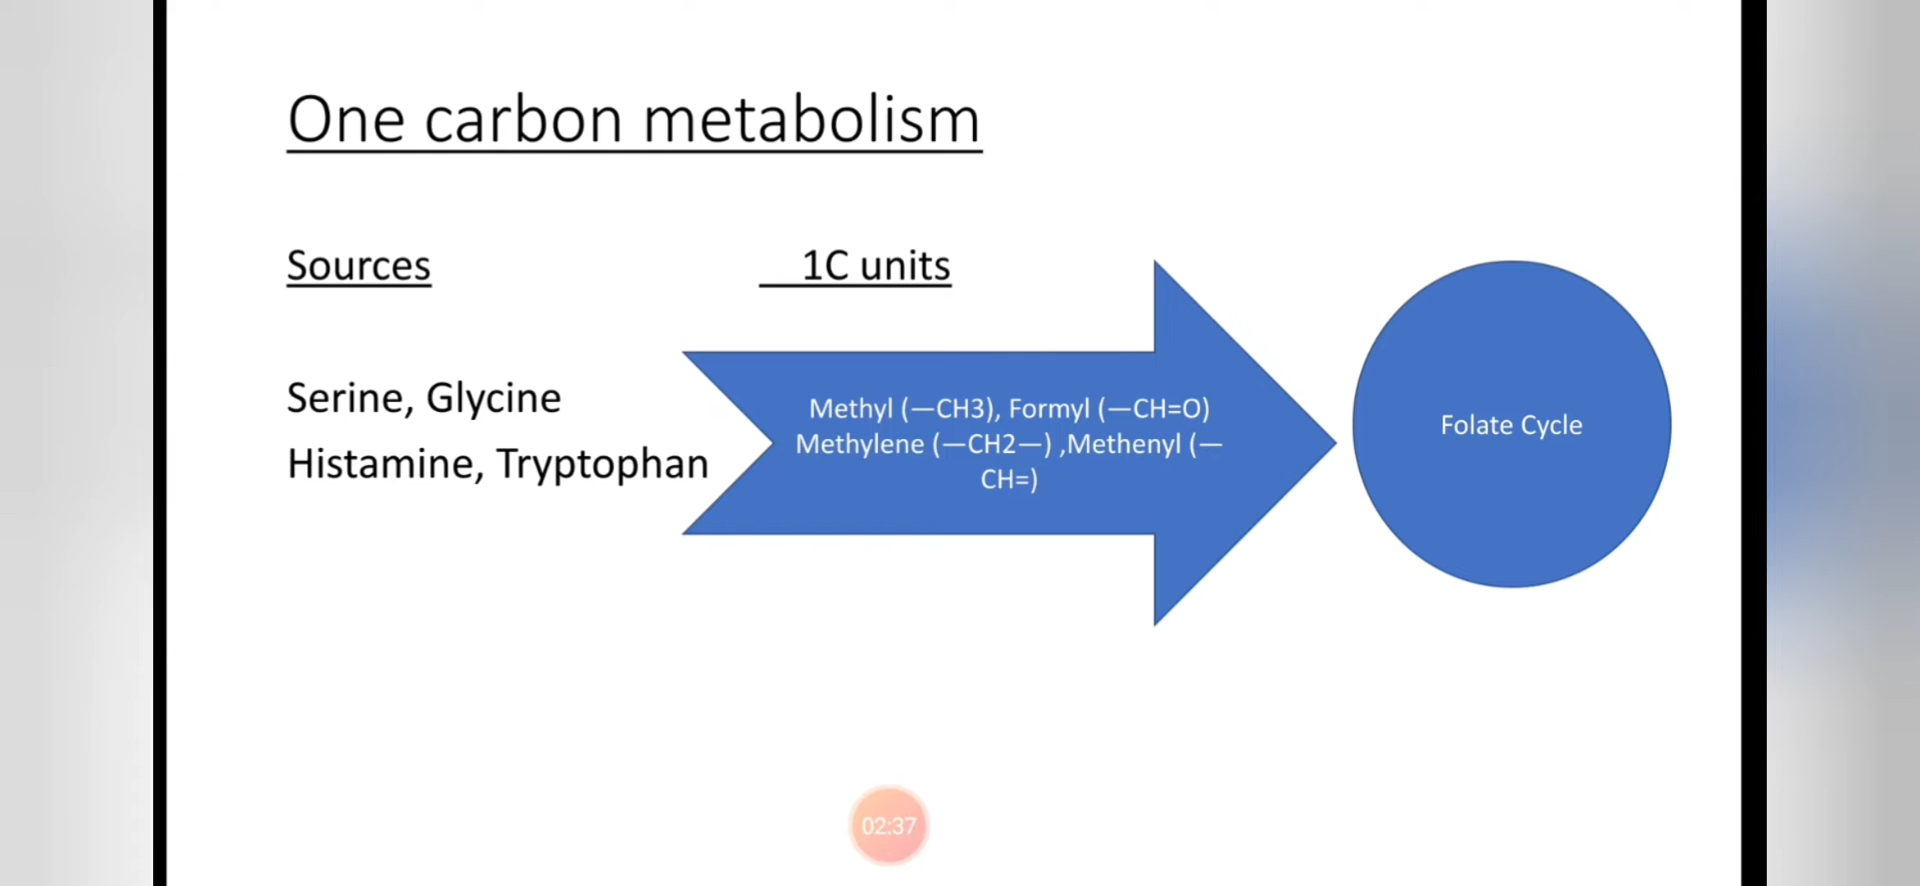 One carbon metabolism
Sources
1C units
Serine, Glycine
Histamine, Tryptophan
Methyl (—CH3), Formyl (—CH=O)
Methylene (—CH2—) ,Methenyl (—
CH=)
Folate Cycle
02:37